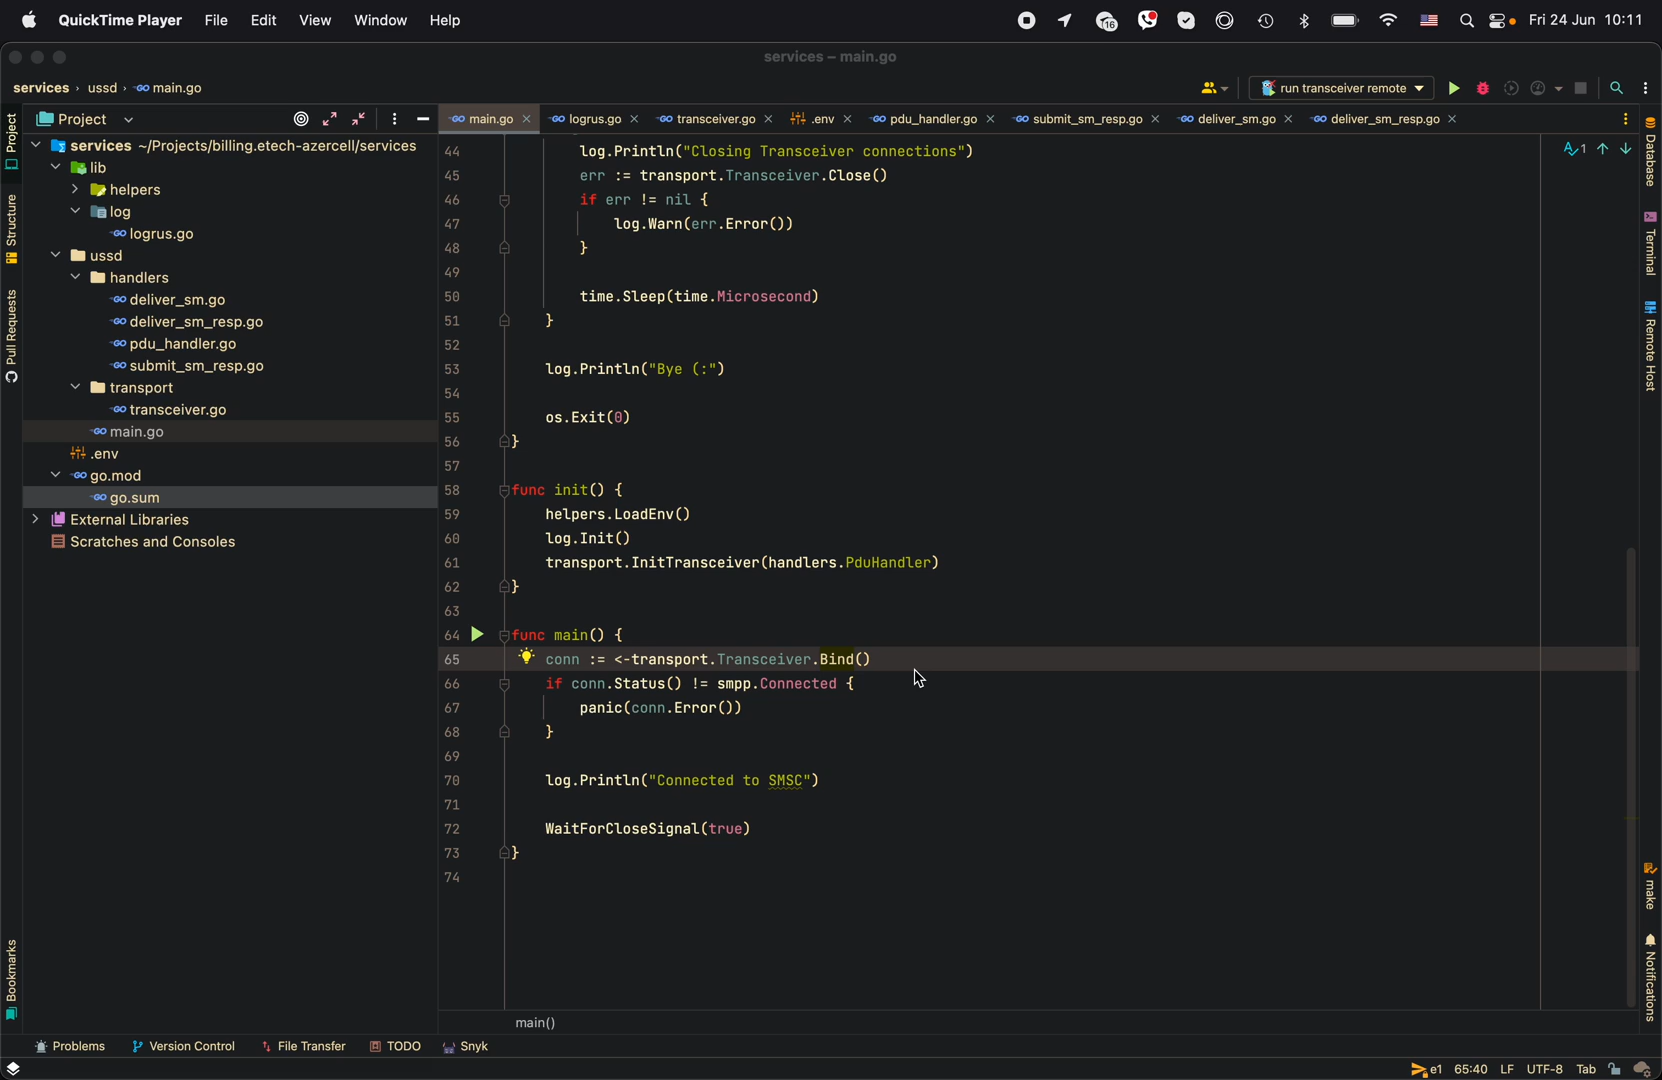 QuickTime Player File Edit View Window Help
16
Fri 24 Jun 10:11
services – main.go
services › ussd › main.go
run transceiver remote
Project
main.go
logrus.go
transceiver.go
.env
pdu_handler.go
submit_sm_resp.go
deliver_sm.go
deliver_sm_resp.go
Project
Structure
Pull Requests
Bookmarks
services ~/Projects/billing.etech-azercell/services
lib
helpers
log
logrus.go
ussd
handlers
deliver_sm.go
deliver_sm_resp.go
pdu_handler.go
submit_sm_resp.go
transport
transceiver.go
main.go
.env
go.mod
go.sum
External Libraries
Scratches and Consoles
1
44 log.Println("Closing Transceiver connections")
45 err := transport.Transceiver.Close()
46 if err != nil {
47 log.Warn(err.Error())
48 }
49
50 time.Sleep(time.Microsecond)
51 }
52
53 log.Println("Bye (:")
54
55 os.Exit(0)
56 }
57
58 func init() {
59 helpers.LoadEnv()
60 log.Init()
61 transport.InitTransceiver(handlers.PduHandler)
62 }
63
64 func main() {
65 conn := <-transport.Transceiver.Bind()
66 if conn.Status() != smpp.Connected {
67 panic(conn.Error())
68 }
69
70 log.Println("Connected to SMSC")
71
72 WaitForCloseSignal(true)
73 }
74
main()
Database
Terminal
Remote Host
make
Notifications
Problems
Version Control
File Transfer
TODO
Snyk
e1 65:40 LF UTF-8 Tab